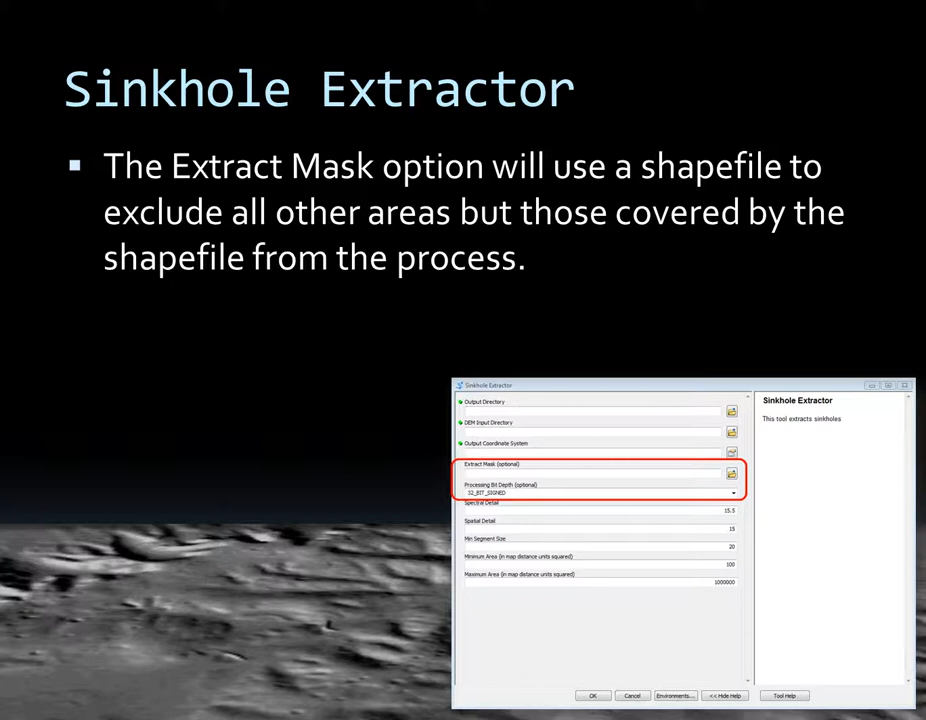 Sinkhole Extractor
▪ The Extract Mask option will use a shapefile to
exclude all other areas but those covered by the
shapefile from the process.
Sinkhole Extractor
Output Directory
DEM Input Directory
Output Coordinate System
Extract Mask (optional)
Processing Bit Depth (optional)
32_BIT_SIGNED
Spectral Detail
15.5
Spatial Detail
15
Min Segment Size
20
Minimum Area (in map distance units squared)
100
Maximum Area (in map distance units squared)
1000000
Sinkhole Extractor
This tool extracts sinkholes
OK
Cancel
Environments...
<< Hide Help
Tool Help